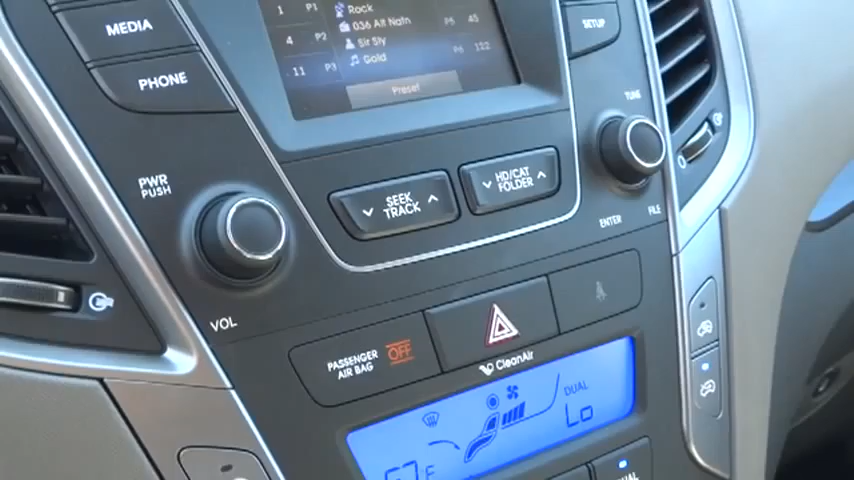 1 P1 Rock
036 Alt Natn
4 P2 Sir Sly P5 45
11 P3 Gold P6 122
Preset
SETUP
MEDIA
PHONE
TUNE
PWR
PUSH
SEEK
TRACK
HD/CAT
FOLDER
ENTER FILE
VOL
PASSENGER
AIR BAG
OFF
CleanAir
DUAL
Lo
F